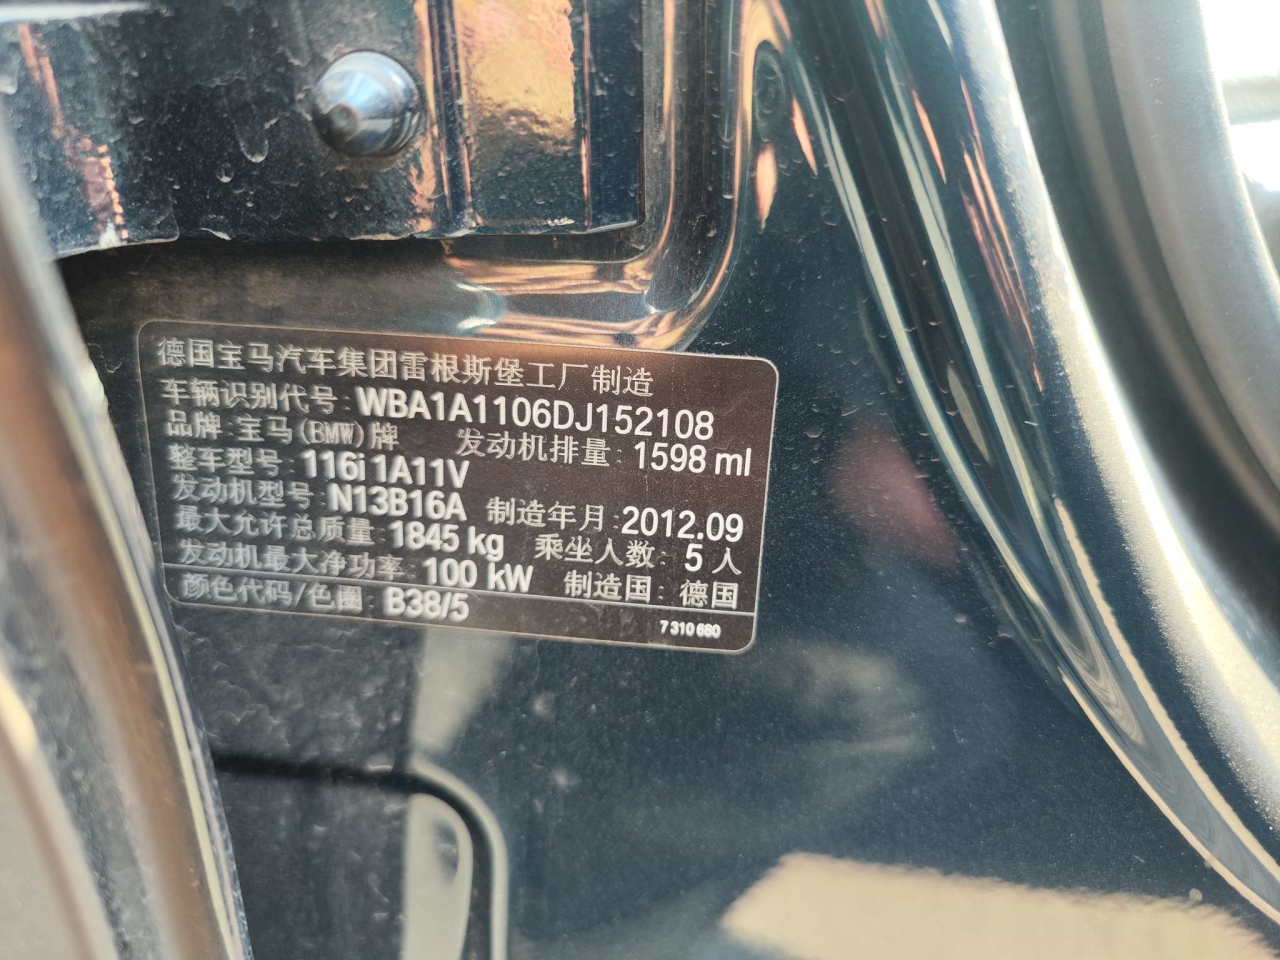 德国宝马汽车集团雷根斯堡工厂制造
车辆识别代号: WBA1A1106DJ152108
品牌: 宝马(BMW)牌 发动机排量: 1598 ml
整车型号: 116i 1A11V
发动机型号: N13B16A 制造年月: 2012.09
最大允许总质量: 1845 kg 乘坐人数: 5 人
发动机最大净功率: 100 kW 制造国: 德国
颜色代码/色圈: B38/5
7 310 680